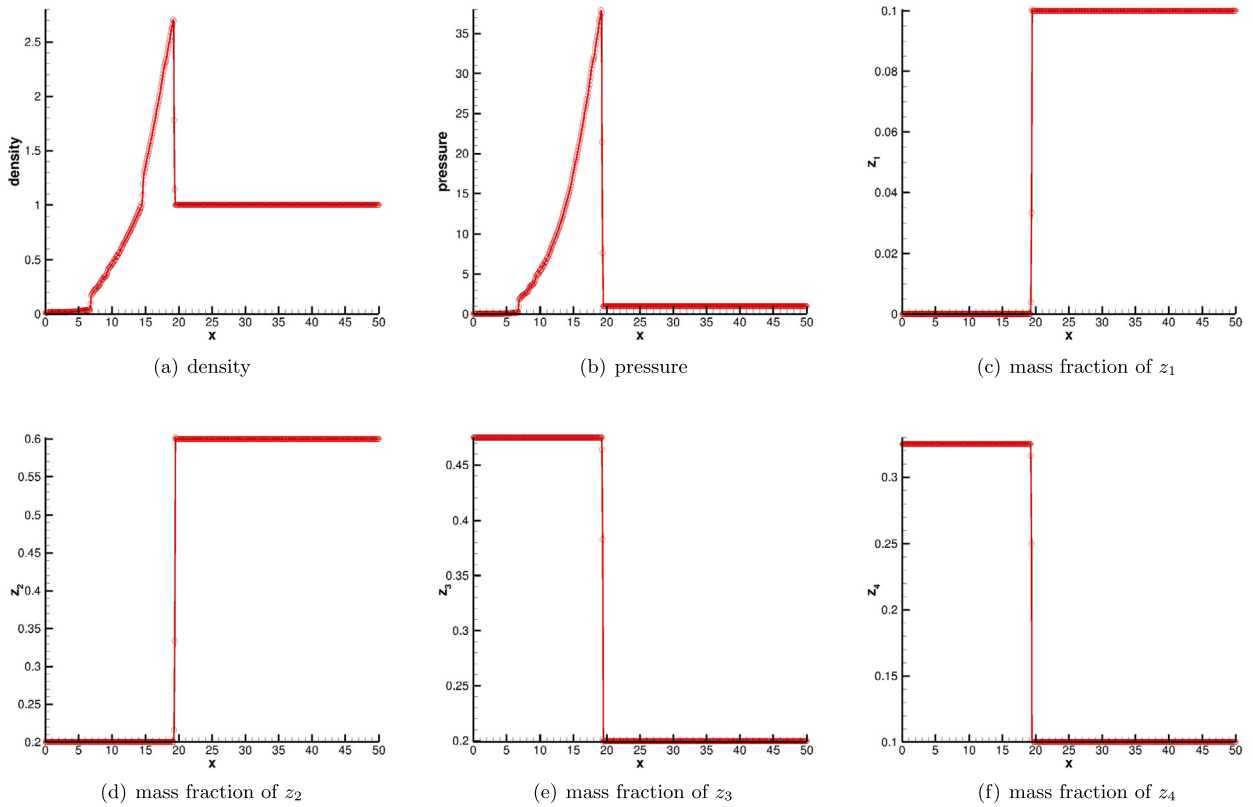 density
2.5
2
1.5
1
0.5
0
0 5 10 15 20 25 30 35 40 45 50
x
(a) density
pressure
35
30
25
20
15
10
5
0
0 5 10 15 20 25 30 35 40 45 50
x
(b) pressure
z₁
0.1
0.08
0.06
0.04
0.02
0
0 5 10 15 20 25 30 35 40 45 50
x
(c) mass fraction of z₁
z₂
0.6
0.55
0.5
0.45
0.4
0.35
0.3
0.25
0.2
0 5 10 15 20 25 30 35 40 45 50
x
(d) mass fraction of z₂
z₃
0.45
0.4
0.35
0.3
0.25
0.2
0 5 10 15 20 25 30 35 40 45 50
x
(e) mass fraction of z₃
z₄
0.3
0.25
0.2
0.15
0.1
0 5 10 15 20 25 30 35 40 45 50
x
(f) mass fraction of z₄